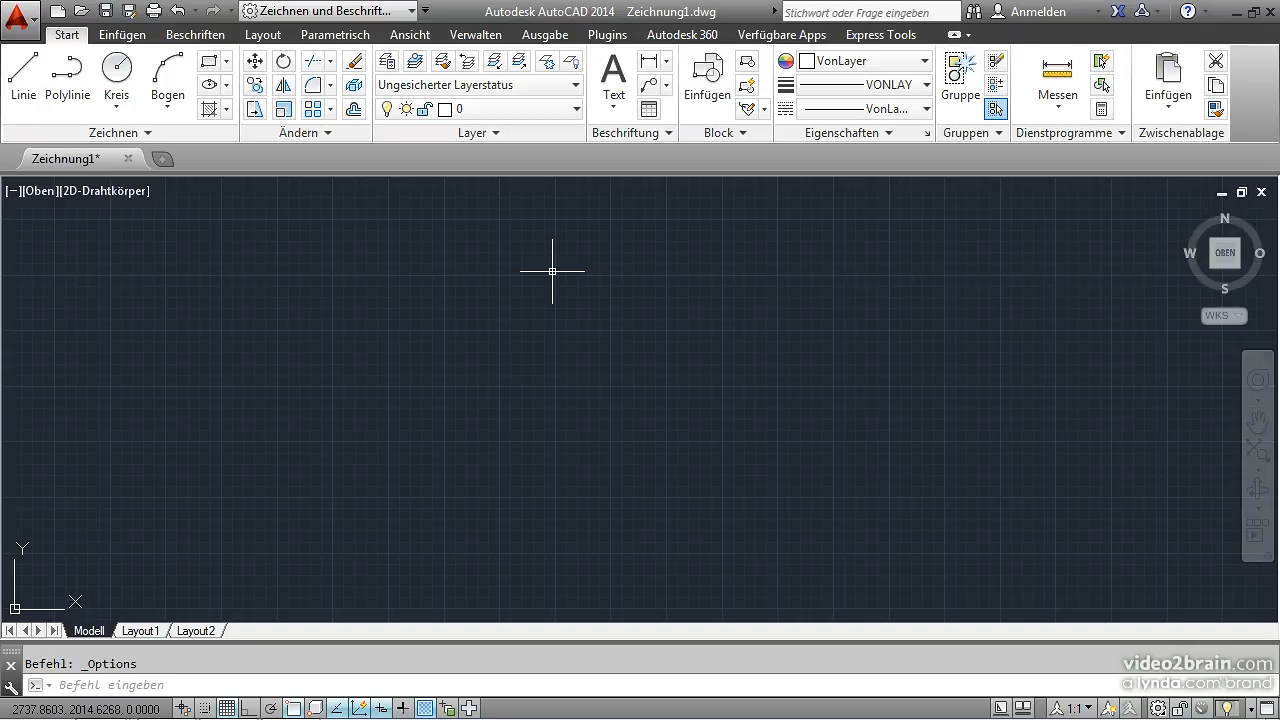 Zeichnen und Beschrift... Autodesk AutoCAD 2014 Zeichnung1.dwg Stichwort oder Frage eingeben Anmelden
Start Einfügen Beschriften Layout Parametrisch Ansicht Verwalten Ausgabe Plugins Autodesk 360 Verfügbare Apps Express Tools
Linie Polylinie Kreis Bogen
Ungesicherer Layerstatus
0
Text
Einfügen
VonLayer
VONLAY
VonLa...
Gruppe
Messen
Einfügen
Zeichnen Ändern Layer Beschriftung Block Eigenschaften Gruppen Dienstprogramme Zwischenablage
Zeichnung1*
[−][Oben][2D-Drahtkörper]
N
W OBEN O
S
WKS
Y
X
Modell Layout1 Layout2
Befehl: _Options
Befehl eingeben
video2brain.com
a lynda.com brand
2737.8603, 2014.6268, 0.0000 1:1